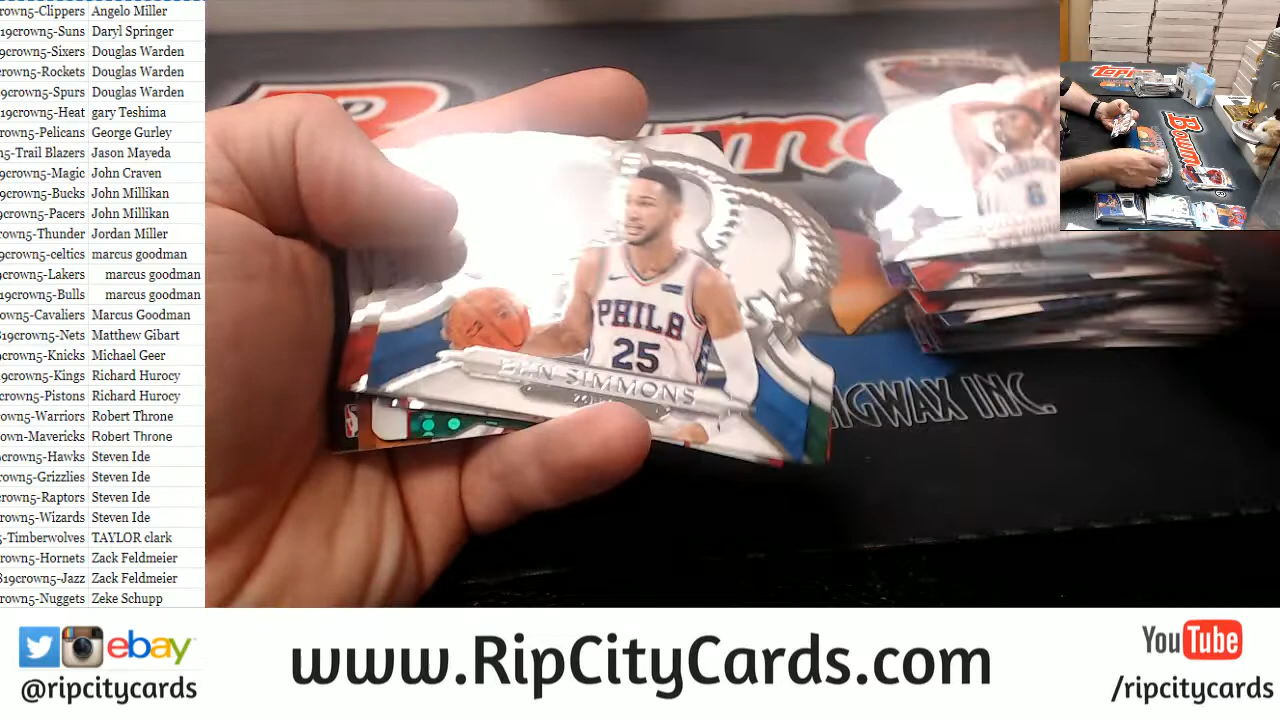 rown5-Clippers Angelo Miller
19crown5-Suns Daryl Springer
9crown5-Sixers Douglas Warden
rown5-Rockets Douglas Warden
9crown5-Spurs Douglas Warden
19crown5-Heat gary Teshima
rown5-Pelicans George Gurley
n5-Trail Blazers Jason Mayeda
9crown5-Magic John Craven
9crown5-Bucks John Millikan
9crown5-Pacers John Millikan
rown5-Thunder Jordan Miller
19crown5-celtics marcus goodman
9crown5-Lakers marcus goodman
19crown5-Bulls marcus goodman
own5-Cavaliers Marcus Goodman
819crown5-Nets Matthew Gibart
crown5-Knicks Michael Geer
19crown5-Kings Richard Hurocy
crown5-Pistons Richard Hurocy
own5-Warriors Robert Throne
own-Mavericks Robert Throne
9crown5-Hawks Steven Ide
own5-Grizzlies Steven Ide
rown5-Raptors Steven Ide
rown5-Wizards Steven Ide
5-Timberwolves TAYLOR clark
rown5-Hornets Zack Feldmeier
819crown5-Jazz Zack Feldmeier
rown5-Nuggets Zeke Schupp
PHILA
25
BEN SIMMONS
6
NGWAX INC.
Topps
Bowm
ebay
@ripcitycards
www.RipCityCards.com
YouTube
/ripcitycards